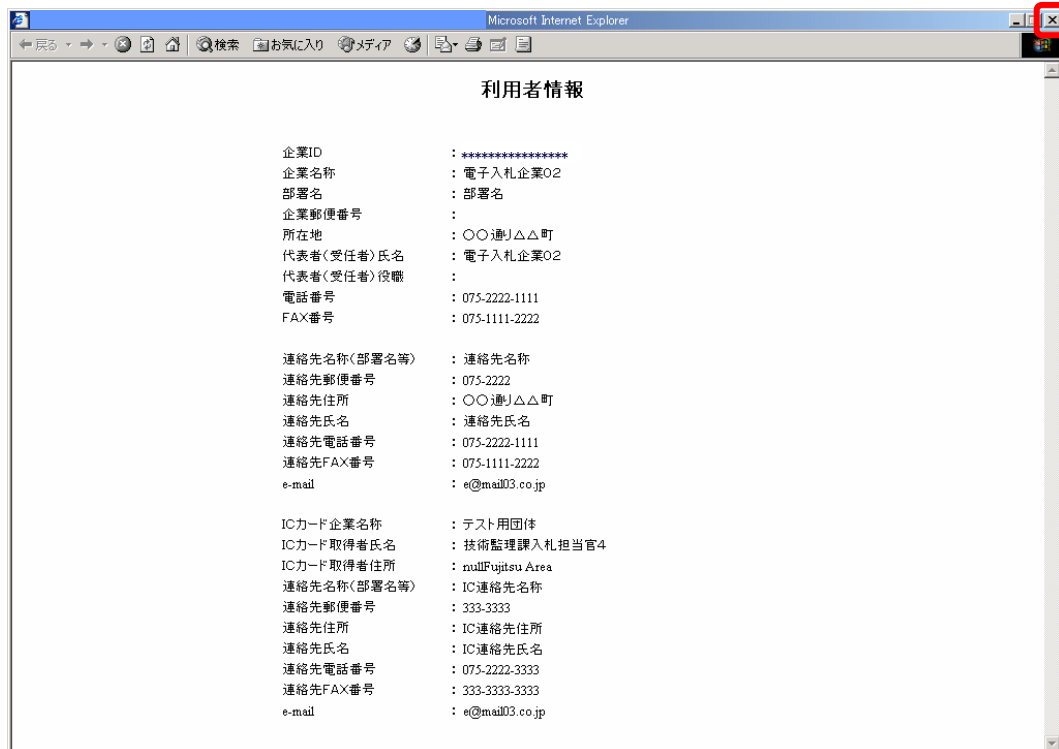 Microsoft Internet Explorer
戻る 検索 お気に入り メディア
利用者情報
企業ID : ****************
企業名称 : 電子入札企業02
部署名 : 部署名
企業郵便番号 :
所在地 : 〇〇通り△△町
代表者(受任者)氏名 : 電子入札企業02
代表者(受任者)役職 :
電話番号 : 075-2222-1111
FAX番号 : 075-1111-2222
連絡先名称(部署名等) : 連絡先名称
連絡先郵便番号 : 075-2222
連絡先住所 : 〇〇通り△△町
連絡先氏名 : 連絡先氏名
連絡先電話番号 : 075-2222-1111
連絡先FAX番号 : 075-1111-2222
e-mail : e@mail03.co.jp
ICカード企業名称 : テスト用団体
ICカード取得者氏名 : 技術監理課入札担当官4
ICカード取得者住所 : nullFujitsu Area
連絡先名称(部署名等) : IC連絡先名称
連絡先郵便番号 : 333-3333
連絡先住所 : IC連絡先住所
連絡先氏名 : IC連絡先氏名
連絡先電話番号 : 075-2222-3333
連絡先FAX番号 : 333-3333-3333
e-mail : e@mail03.co.jp